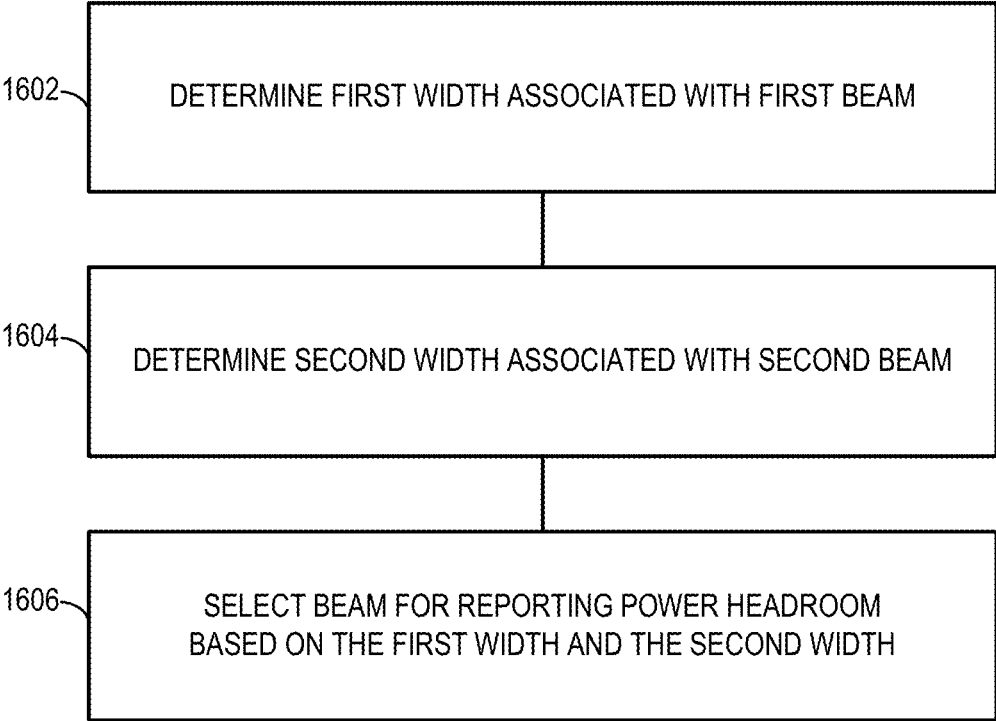 1602
DETERMINE FIRST WIDTH ASSOCIATED WITH FIRST BEAM
1604
DETERMINE SECOND WIDTH ASSOCIATED WITH SECOND BEAM
1606
SELECT BEAM FOR REPORTING POWER HEADROOM
BASED ON THE FIRST WIDTH AND THE SECOND WIDTH